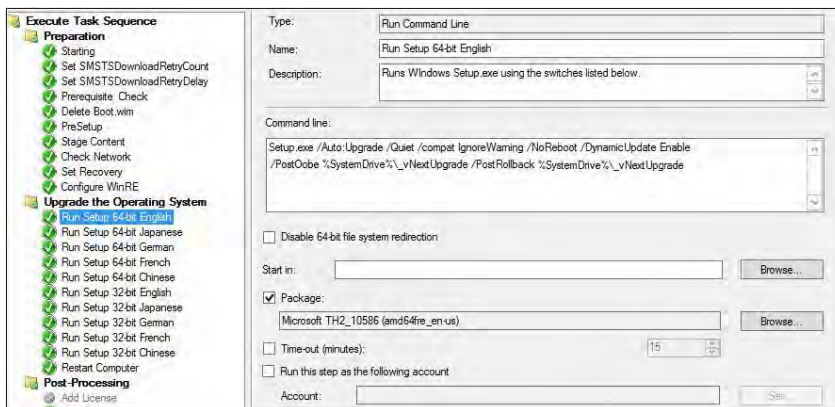 Execute Task Sequence
Preparation
Starting
Set SMSTSDownloadRetryCount
Set SMSTSDownloadRetryDelay
Prerequisite Check
Delete Boot.wim
PreSetup
Stage Content
Check Network
Set Recovery
Configure WinRE
Upgrade the Operating System
Run Setup 64-bit English
Run Setup 64-bit Japanese
Run Setup 64-bit German
Run Setup 64-bit French
Run Setup 64-bit Chinese
Run Setup 32-bit English
Run Setup 32-bit Japanese
Run Setup 32-bit German
Run Setup 32-bit French
Run Setup 32-bit Chinese
Restart Computer
Post-Processing
Add License
Type: Run Command Line
Name: Run Setup 64-bit English
Description: Runs WIndows Setup.exe using the switches listed below.
Command line:
Setup.exe /Auto:Upgrade /Quiet /compat IgnoreWarning /NoReboot /DynamicUpdate Enable
/PostOobe %SystemDrive%\_vNextUpgrade /PostRollback %SystemDrive%\_vNextUpgrade
Disable 64-bit file system redirection
Start in: Browse...
Package:
Microsoft TH2_10586 (amd64fre_en-us) Browse...
Time-out (minutes): 15
Run this step as the following account
Account: Set...